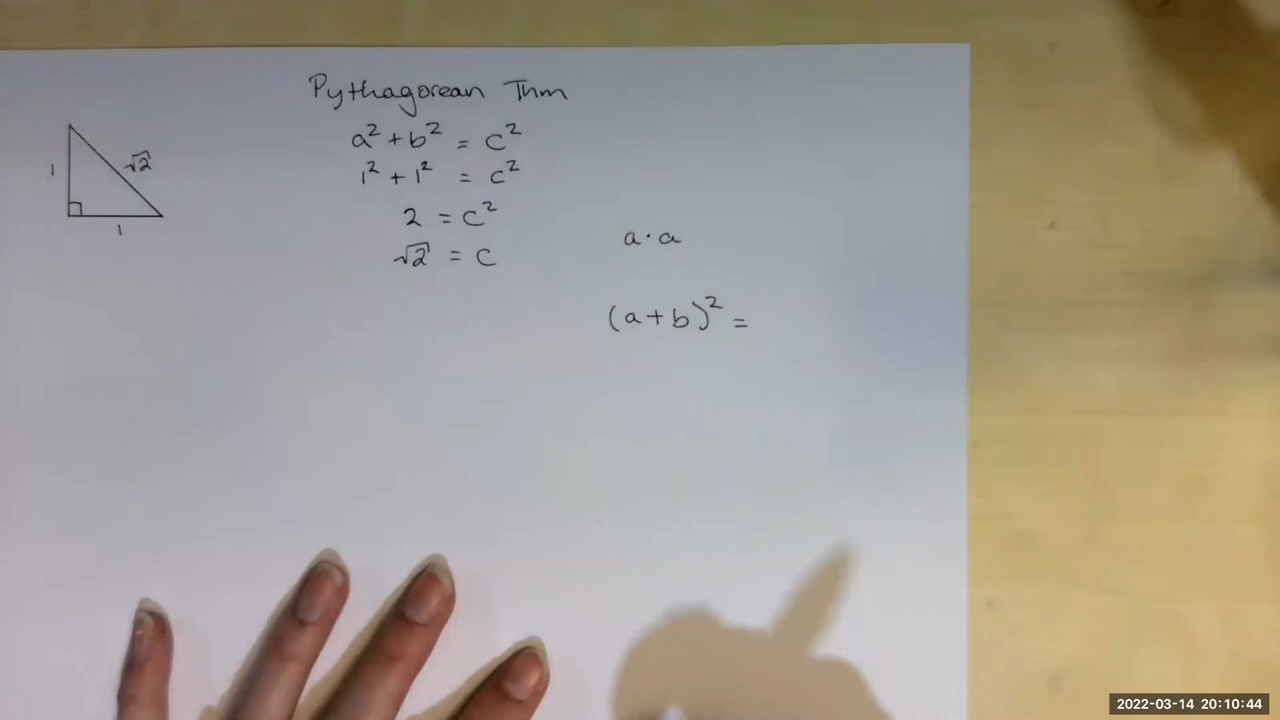 Pythagorean Thm
a² + b² = c²
1² + 1² = c²
2 = c²
√2 = c
1
√2
1
a · a
(a + b)² =
2022-03-14 20:10:44